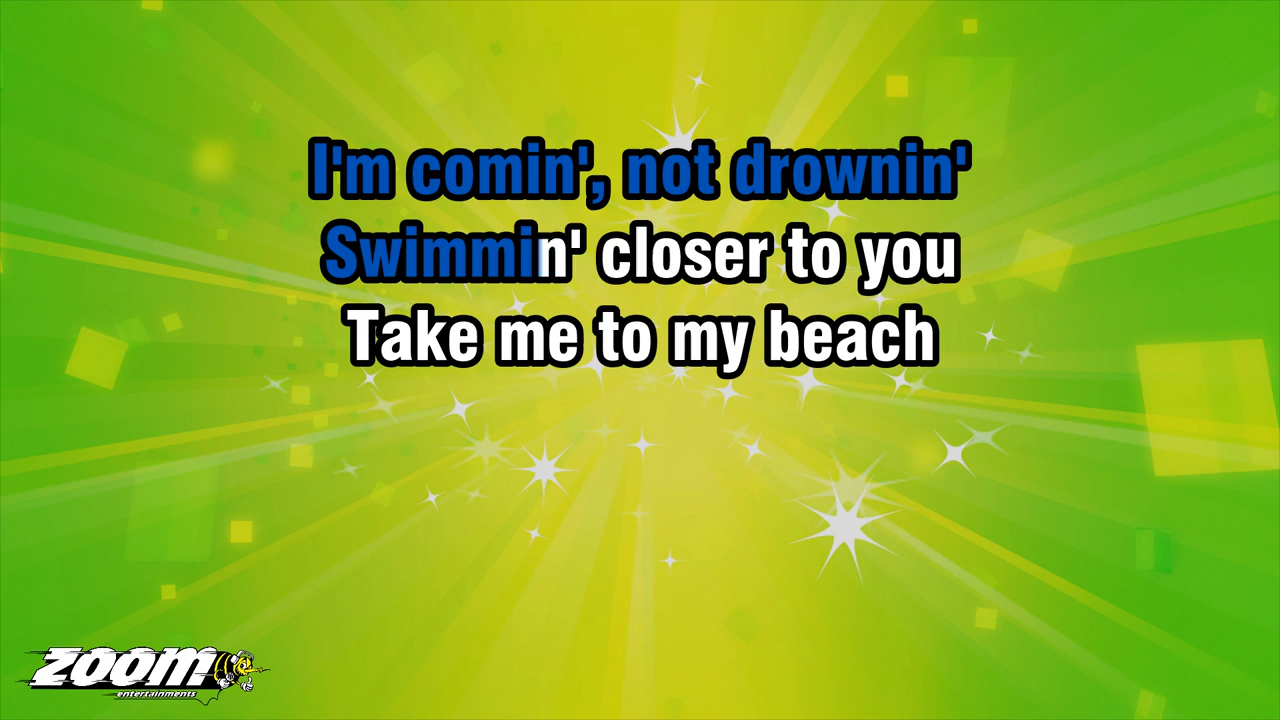 I'm comin', not drownin'
Swimmin' closer to you
Take me to my beach
zoom
entertainments